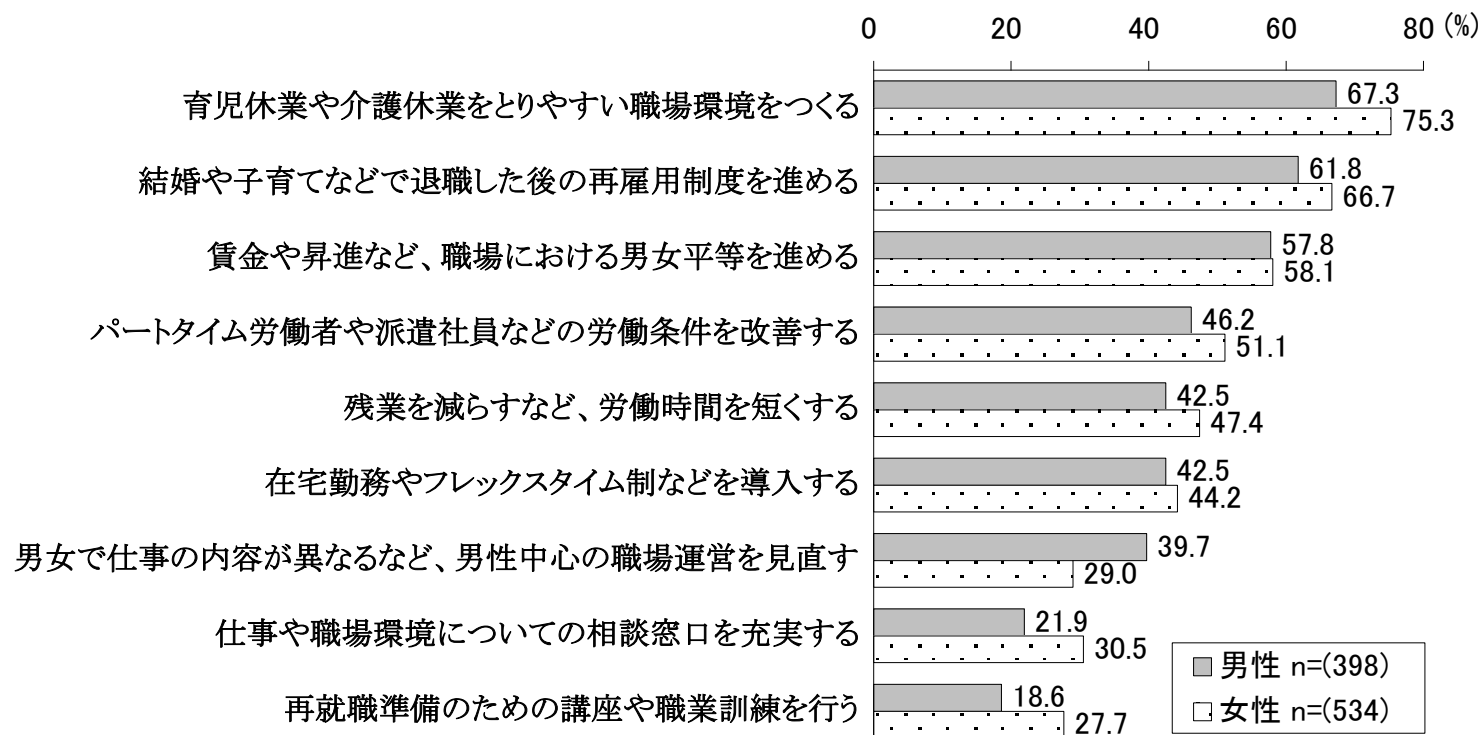 0 20 40 60 80 (%)
育児休業や介護休業をとりやすい職場環境をつくる 67.3
75.3
結婚や子育てなどで退職した後の再雇用制度を進める 61.8
66.7
賃金や昇進など、職場における男女平等を進める 57.8
58.1
パートタイム労働者や派遣社員などの労働条件を改善する 46.2
51.1
残業を減らすなど、労働時間を短くする 42.5
47.4
在宅勤務やフレックスタイム制などを導入する 42.5
44.2
男女で仕事の内容が異なるなど、男性中心の職場運営を見直す 39.7
29.0
仕事や職場環境についての相談窓口を充実する 21.9
30.5
再就職準備のための講座や職業訓練を行う 18.6
27.7
男性 n=(398)
女性 n=(534)